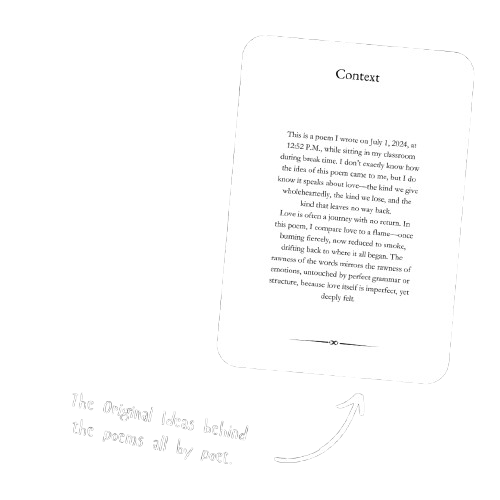 Context
This is a poem I wrote on July 1, 2024, at
12:52 P.M., while sitting in my classroom
during break time. I don't exactly know how
the idea of this poem came to me, but I do
know it speaks about love—the kind we give
wholeheartedly, the kind we lose, and the
kind that leaves no way back.
Love is often a journey with no return. In
this poem, I compare love to a flame—once
burning fiercely, now reduced to smoke,
drifting back to where it all began. The
rawness of the words mirrors the rawness of
emotions, untouched by perfect grammar or
structure, because love itself is imperfect, yet
deeply felt.
The Original Ideas behind
the poems all by poet.